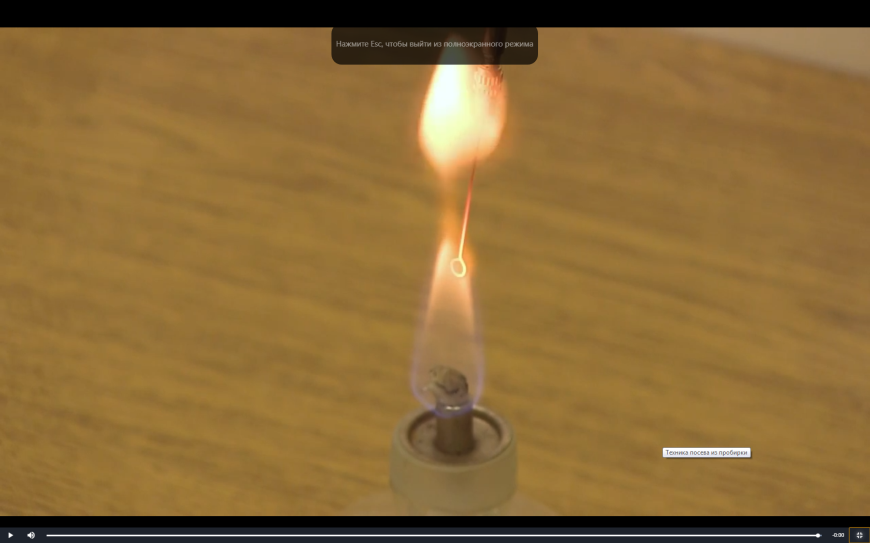 Нажмите Esc, чтобы выйти из полноэкранного режима
Техника посева из пробирки
-0:00